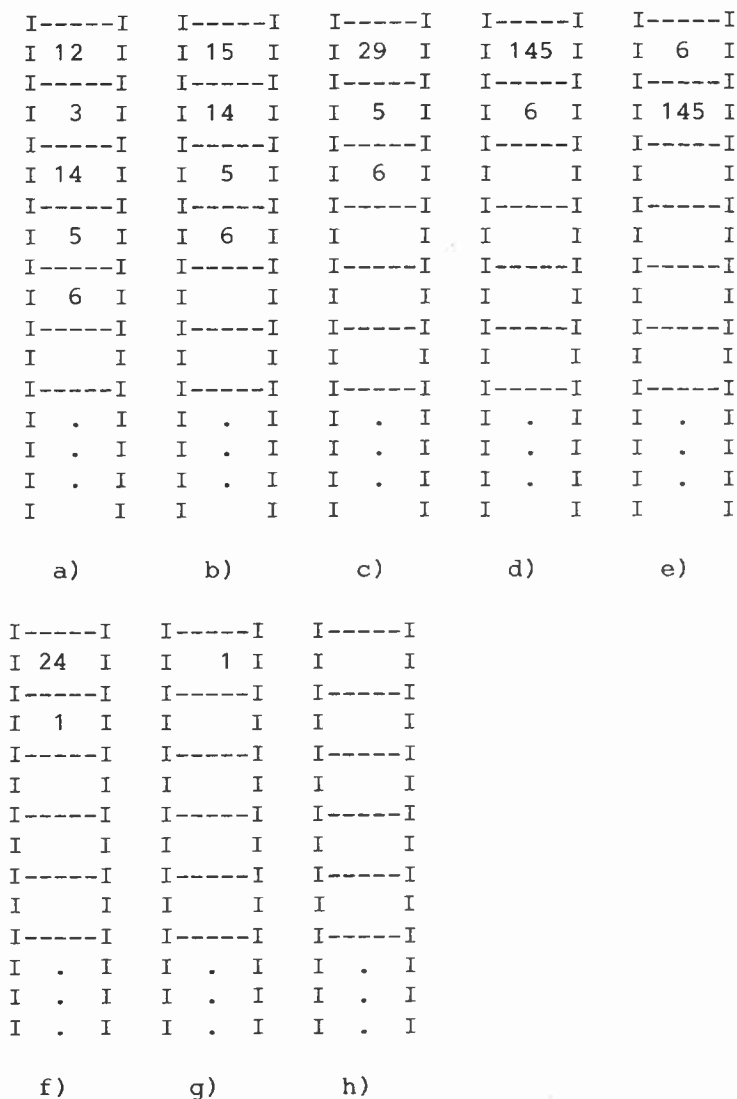 I-----I   I-----I   I-----I   I-----I   I-----I
I 12  I   I 15  I   I 29  I   I 145 I   I  6  I
I-----I   I-----I   I-----I   I-----I   I-----I
I  3  I   I 14  I   I  5  I   I  6  I   I 145 I
I-----I   I-----I   I-----I   I-----I   I-----I
I 14  I   I  5  I   I  6  I   I     I   I     I
I-----I   I-----I   I-----I   I-----I   I-----I
I  5  I   I  6  I   I     I   I     I   I     I
I-----I   I-----I   I-----I   I-----I   I-----I
I  6  I   I     I   I     I   I     I   I     I
I-----I   I-----I   I-----I   I-----I   I-----I
I     I   I     I   I     I   I     I   I     I
I-----I   I-----I   I-----I   I-----I   I-----I
I  .  I   I  .  I   I  .  I   I  .  I   I  .  I
I  .  I   I  .  I   I  .  I   I  .  I   I  .  I
I  .  I   I  .  I   I  .  I   I  .  I   I  .  I
I     I   I     I   I     I   I     I   I     I
a)        b)        c)        d)        e)
I-----I   I-----I   I-----I
I 24  I   I   1 I   I     I
I-----I   I-----I   I-----I
I  1  I   I     I   I     I
I-----I   I-----I   I-----I
I     I   I     I   I     I
I-----I   I-----I   I-----I
I     I   I     I   I     I
I-----I   I-----I   I-----I
I     I   I     I   I     I
I-----I   I-----I   I-----I
I  .  I   I  .  I   I  .  I
I  .  I   I  .  I   I  .  I
I  .  I   I  .  I   I  .  I
f)        g)        h)